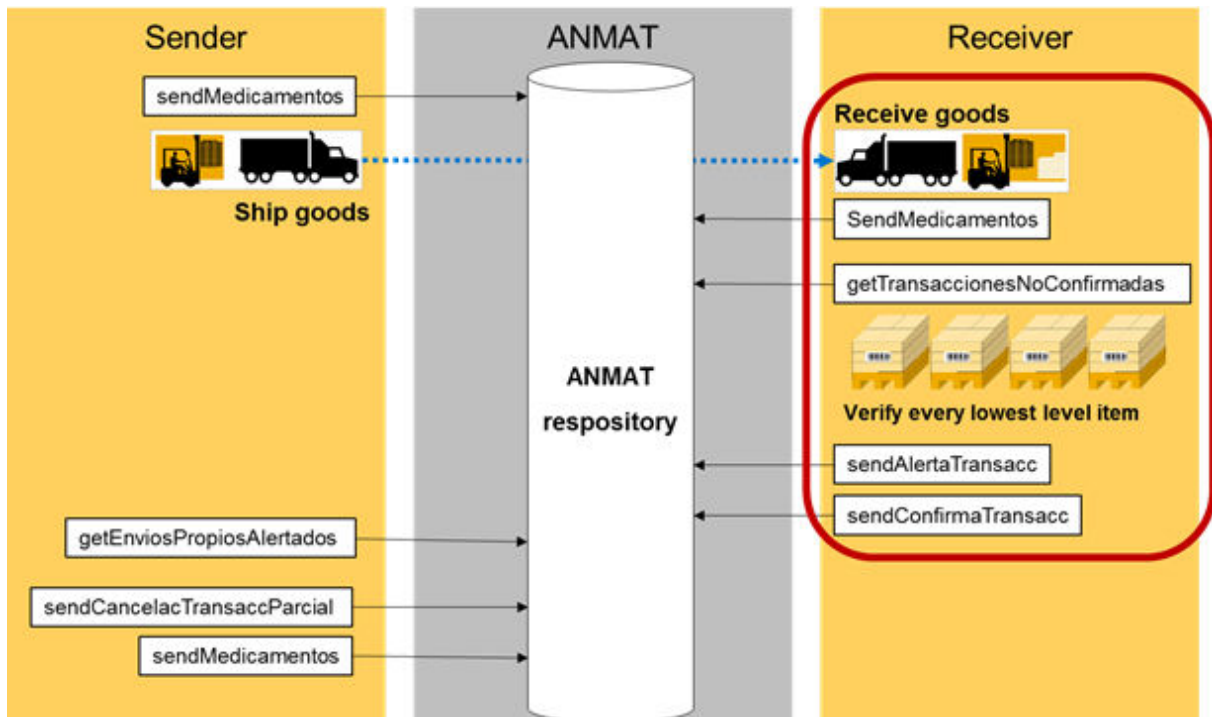 Sender
ANMAT
Receiver
sendMedicamentos
Receive goods
Ship goods
SendMedicamentos
getTransaccionesNoConfirmadas
ANMAT
respository
Verify every lowest level item
sendAlertaTransacc
sendConfirmaTransacc
getEnviosPropiosAlertados
sendCancelacTransaccParcial
sendMedicamentos